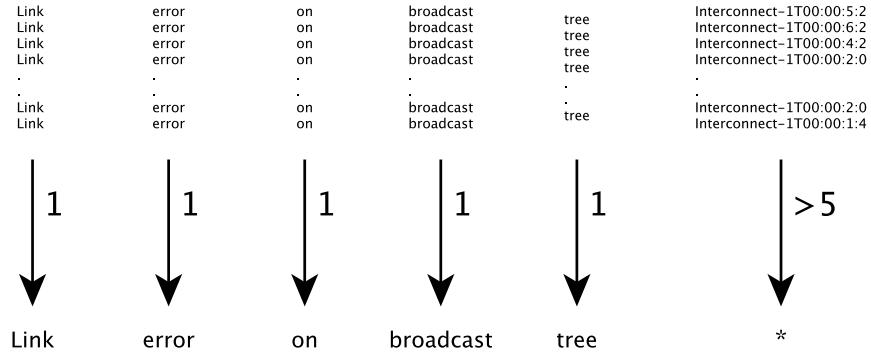 Link error on broadcast tree Interconnect-1T00:00:5:2
Link error on broadcast tree Interconnect-1T00:00:6:2
Link error on broadcast tree Interconnect-1T00:00:4:2
Link error on broadcast tree Interconnect-1T00:00:2:0
. . . . . .
. . . . . .
Link error on broadcast tree Interconnect-1T00:00:2:0
Link error on broadcast Interconnect-1T00:00:1:4
1 1 1 1 1 >5
Link error on broadcast tree *